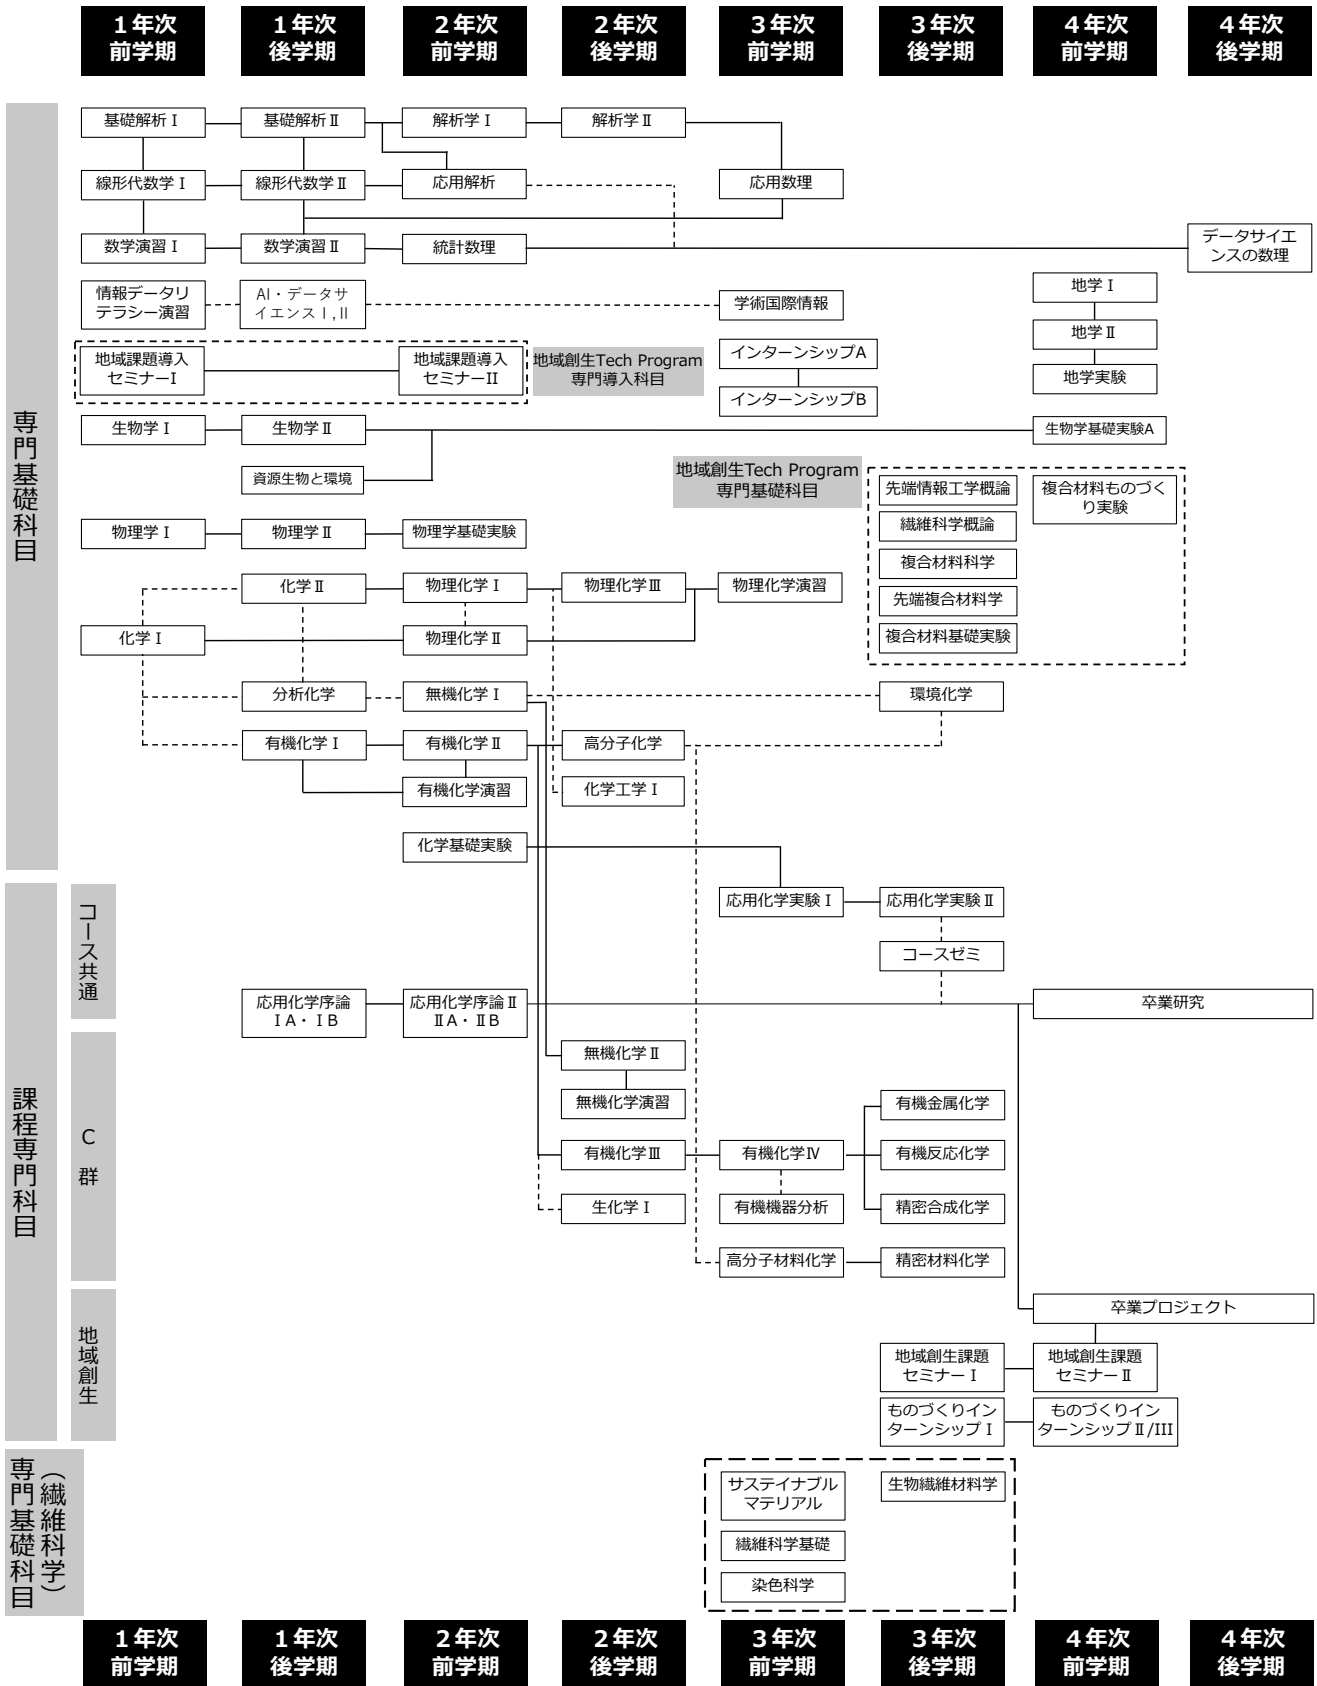 １年次
前学期
１年次
後学期
２年次
前学期
２年次
後学期
３年次
前学期
３年次
後学期
４年次
前学期
４年次
後学期
専門基礎科目
基礎解析Ⅰ
基礎解析Ⅱ
解析学Ⅰ
解析学Ⅱ
線形代数学Ⅰ
線形代数学Ⅱ
応用解析
応用数理
数学演習Ⅰ
数学演習Ⅱ
統計数理
データサイエ
ンスの数理
情報データリ
テラシー演習
AI・データサ
イエンスⅠ,Ⅱ
学術国際情報
地学Ⅰ
地学Ⅱ
地学実験
地域課題導入
セミナーI
地域課題導入
セミナーII
地域創生Tech Program
専門導入科目
インターンシップA
インターンシップB
生物学Ⅰ
生物学Ⅱ
生物学基礎実験A
資源生物と環境
地域創生Tech Program
専門基礎科目
先端情報工学概論
繊維科学概論
複合材料科学
先端複合材料学
複合材料基礎実験
複合材料ものづく
り実験
物理学Ⅰ
物理学Ⅱ
物理学基礎実験
化学Ⅱ
物理化学Ⅰ
物理化学Ⅲ
物理化学演習
化学Ⅰ
物理化学Ⅱ
分析化学
無機化学Ⅰ
環境化学
有機化学Ⅰ
有機化学Ⅱ
高分子化学
有機化学演習
化学工学Ⅰ
化学基礎実験
課程専門科目
コース共通
応用化学実験Ⅰ
応用化学実験Ⅱ
コースゼミ
応用化学序論
ⅠA・ⅠB
応用化学序論Ⅱ
ⅡA・ⅡB
卒業研究
C群
無機化学Ⅱ
無機化学演習
有機金属化学
有機化学Ⅲ
有機化学Ⅳ
有機反応化学
生化学Ⅰ
有機機器分析
精密合成化学
高分子材料化学
精密材料化学
地域創生
卒業プロジェクト
地域創生課題
セミナーⅠ
地域創生課題
セミナーⅡ
ものづくりイン
ターンシップⅠ
ものづくりイン
ターンシップⅡ/III
（繊維科学）
専門基礎科目
サステイナブル
マテリアル
生物繊維材料学
繊維科学基礎
染色科学
１年次
前学期
１年次
後学期
２年次
前学期
２年次
後学期
３年次
前学期
３年次
後学期
４年次
前学期
４年次
後学期